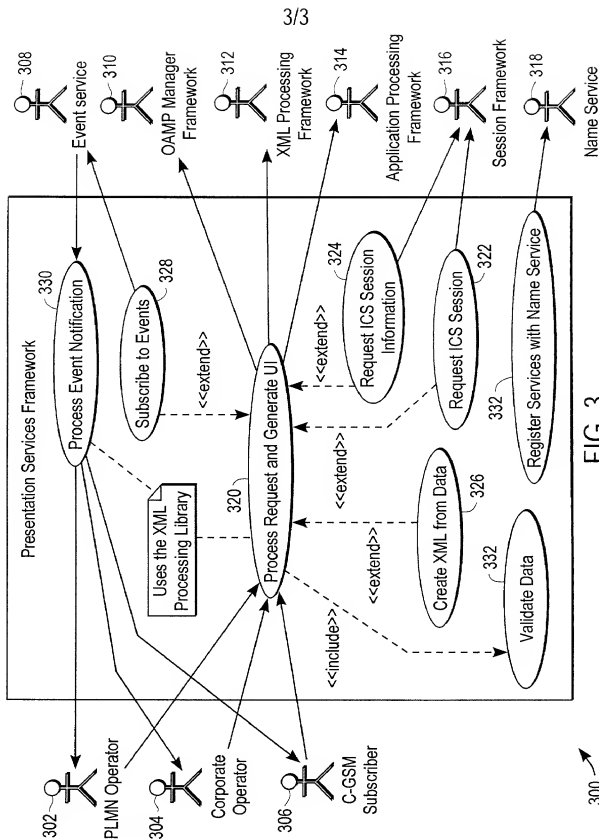 3/3
Presentation Services Framework
302
PLMN Operator
304
Corporate
Operator
306
C-GSM
Subscriber
308
Event service
310
OAMP Manager
Framework
312
XML Processing
Framework
314
Application Processing
Framework
316
Session Framework
318
Name Service
330
Process Event Notification
328
Subscribe to Events
<<extend>>
Uses the XML
Processing Library
320
Process Request and Generate UI
324
Request ICS Session
Information
<<extend>>
322
Request ICS Session
<<extend>>
326
Create XML from Data
<<extend>>
<<include>>
332
Validate Data
332
Register Services with Name Service
300
FIG. 3